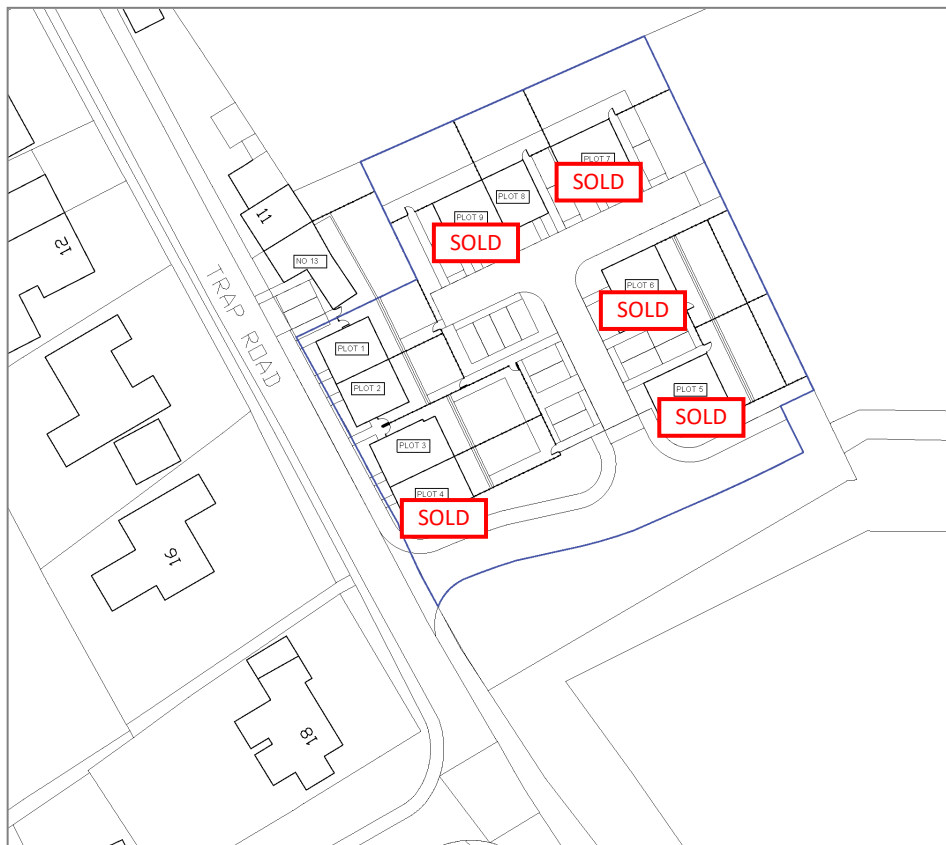 PLOT 7
SOLD
PLOT 8
PLOT 9
SOLD
11
12
NO 13
TRAP ROAD
PLOT 6
SOLD
PLOT 1
PLOT 2
PLOT 5
SOLD
PLOT 3
PLOT 4
SOLD
16
18